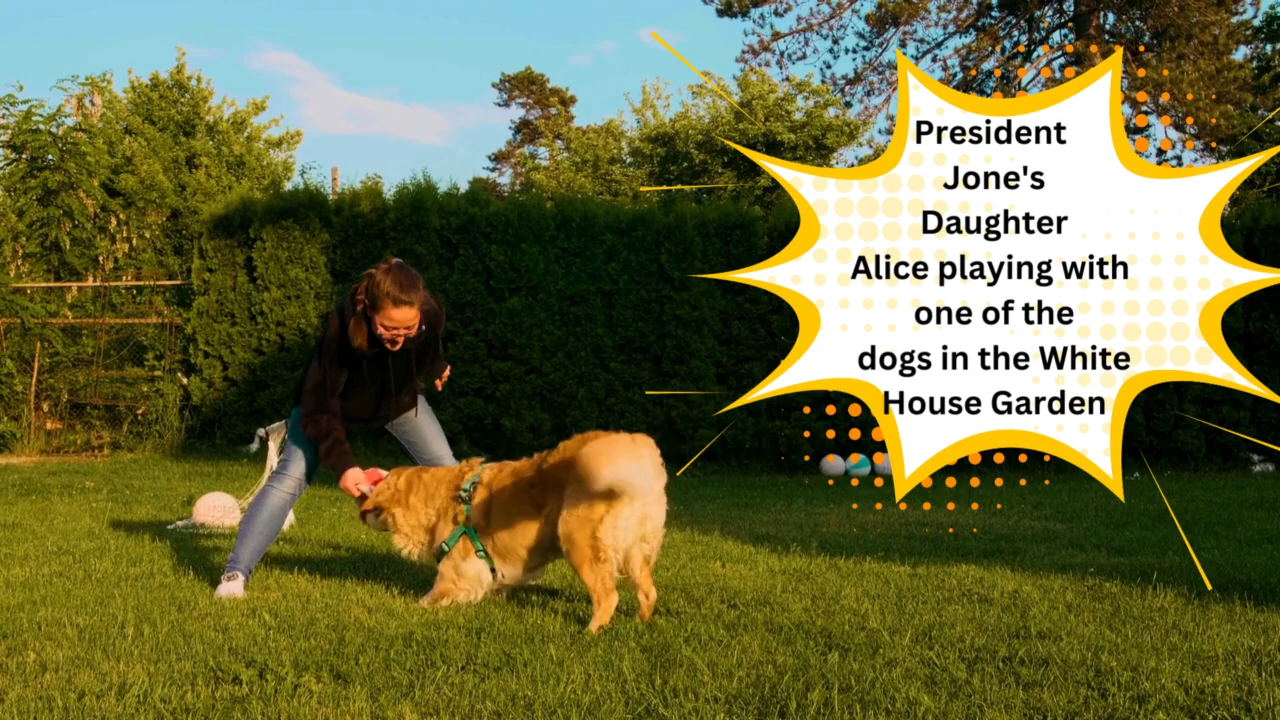 President
Jone's
Daughter
Alice playing with
one of the
dogs in the White
House Garden